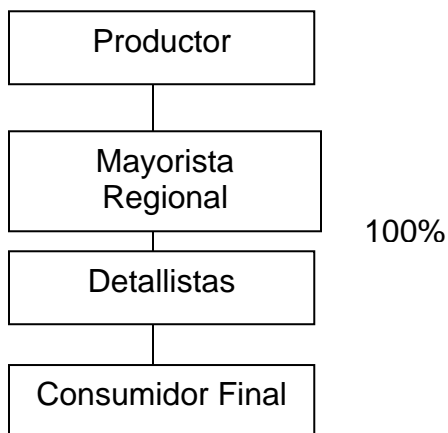 Productor
Mayorista
Regional
100%
Detallistas
Consumidor Final